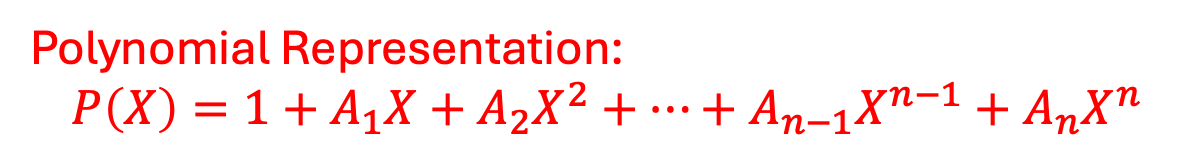 Polynomial Representation:
P(X) = 1 + A₁X + A₂X² + ⋯ + Aₙ₋₁Xⁿ⁻¹ + AₙXⁿ